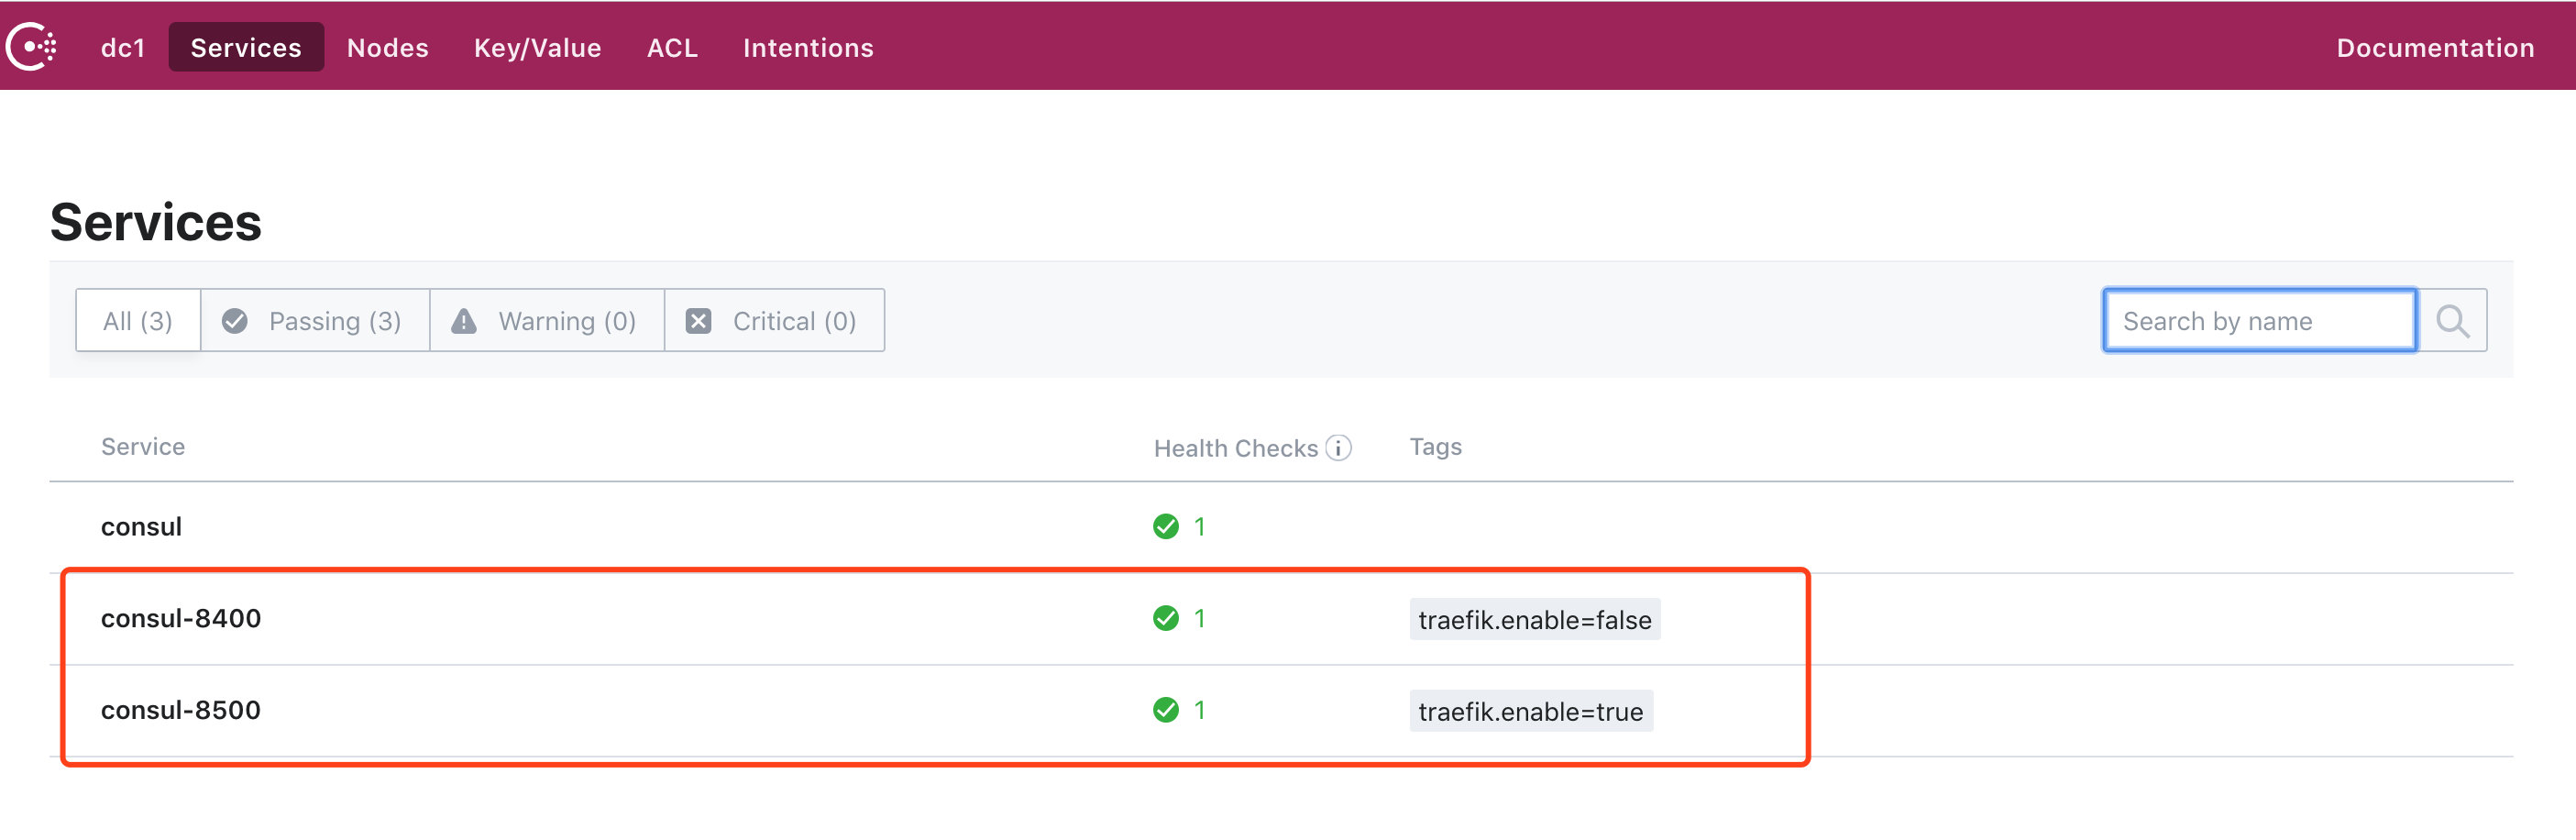 dc1 Services Nodes Key/Value ACL Intentions Documentation
Services
All (3) Passing (3) Warning (0) Critical (0) Search by name
Service Health Checks Tags
consul 1
consul-8400 1 traefik.enable=false
consul-8500 1 traefik.enable=true